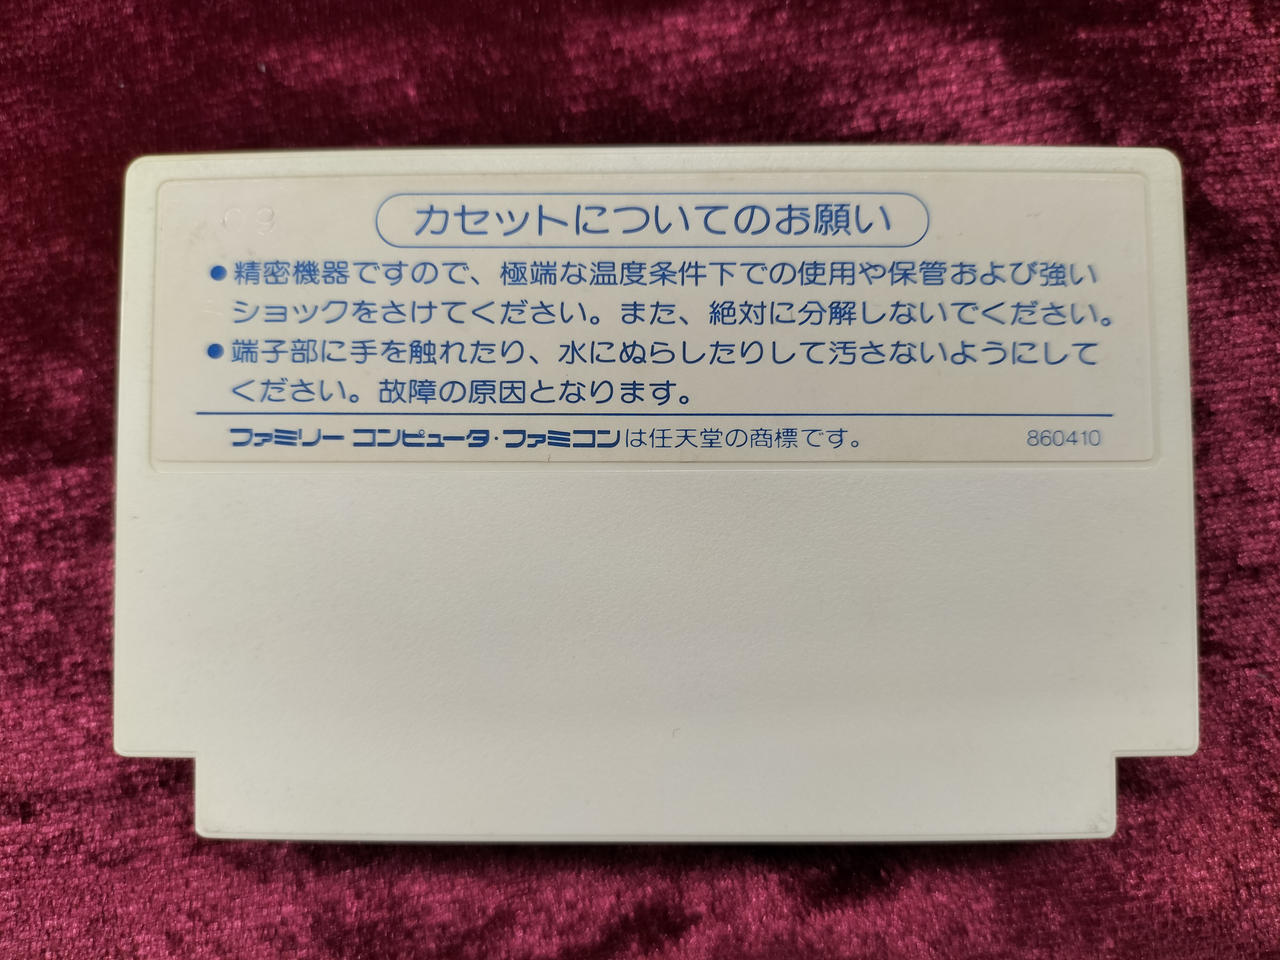 カセットについてのお願い
●精密機器ですので、極端な温度条件下での使用や保管および強い
ショックをさけてください。また、絶対に分解しないでください。
●端子部に手を触れたり、水にぬらしたりして汚さないようにして
ください。故障の原因となります。
ファミリー コンピュータ・ファミコンは任天堂の商標です。 860410